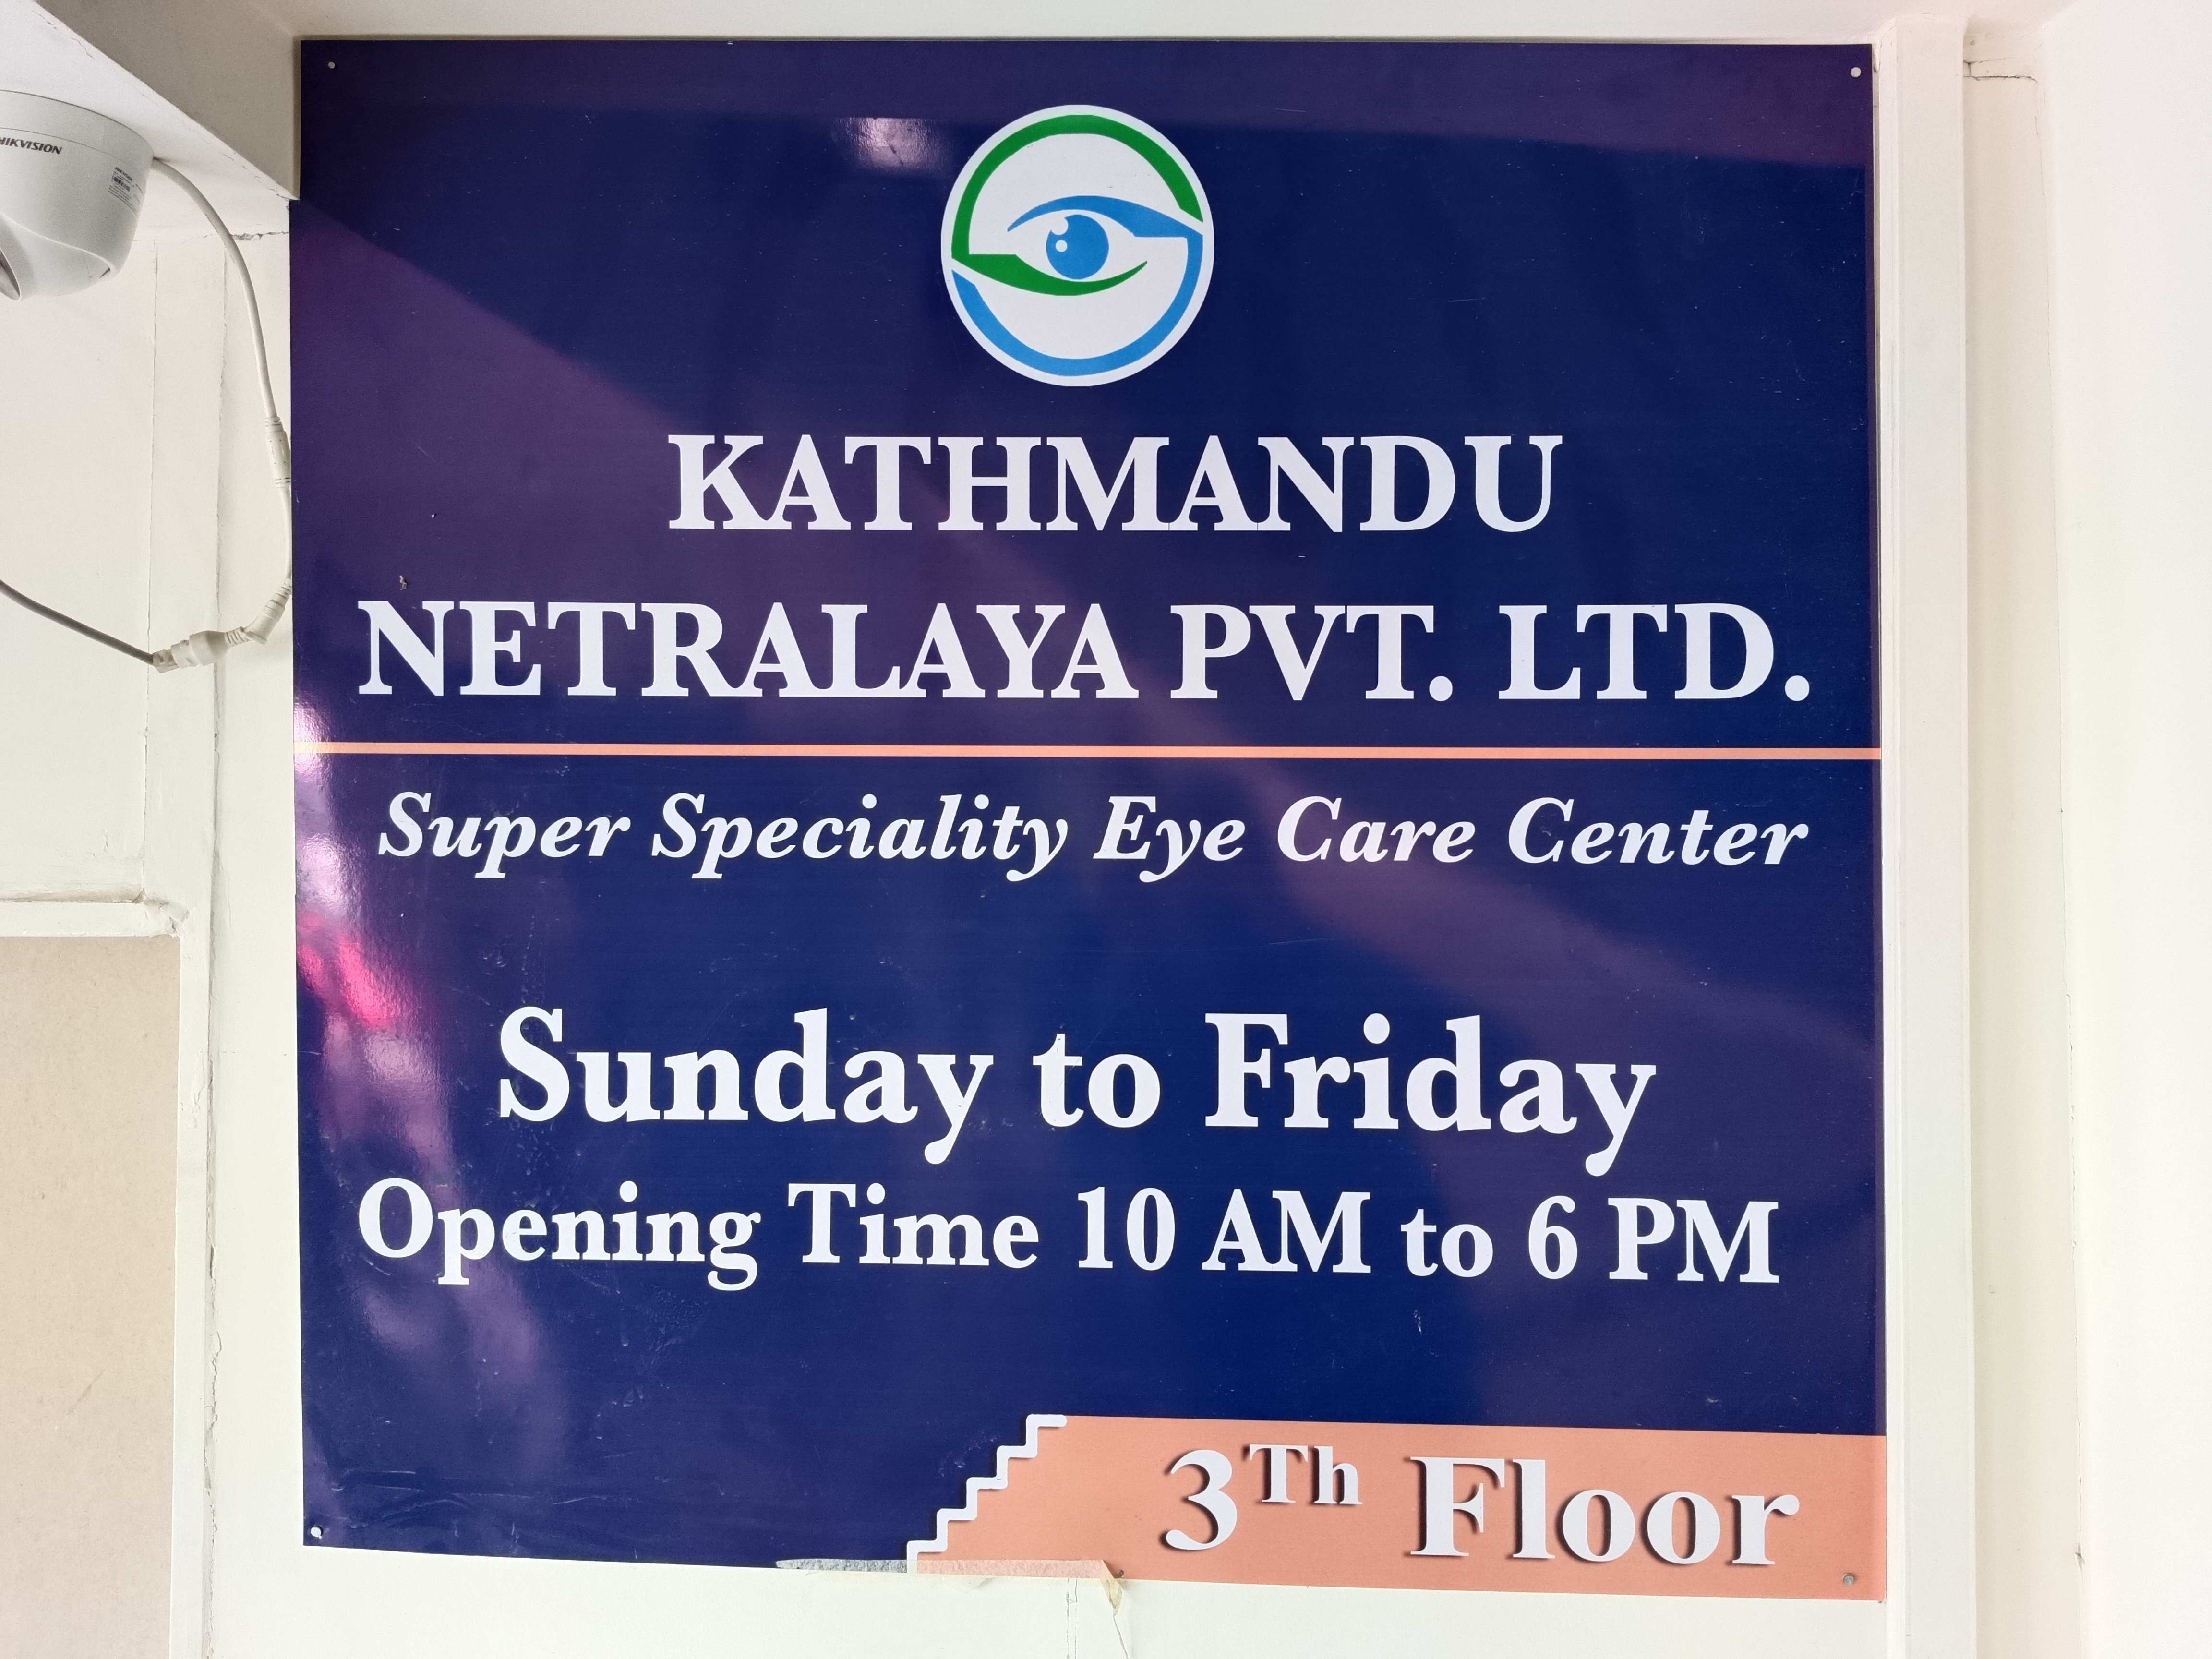 HIKVISION
KATHMANDU
NETRALAYA PVT. LTD.
Super Speciality Eye Care Center
Sunday to Friday
Opening Time 10 AM to 6 PM
3Th Floor